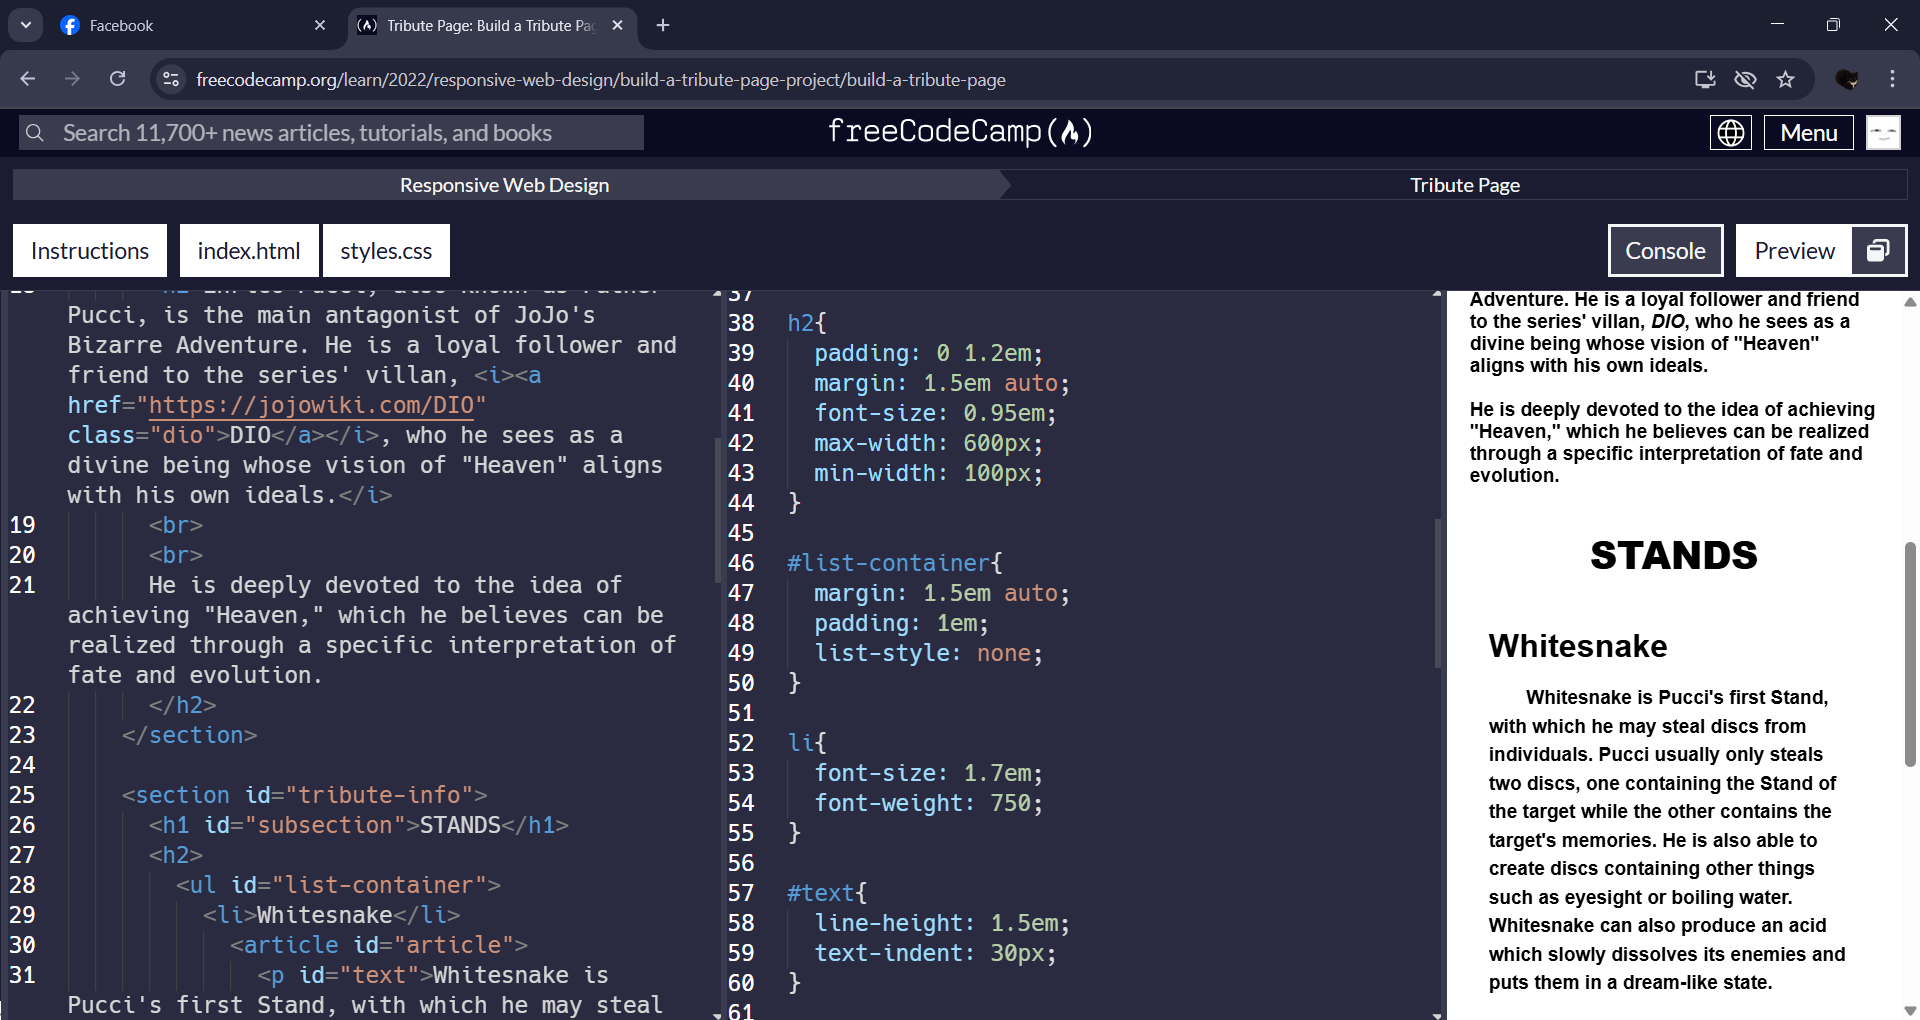 Facebook
Tribute Page: Build a Tribute Pag
freecodecamp.org/learn/2022/responsive-web-design/build-a-tribute-page-project/build-a-tribute-page
Search 11,700+ news articles, tutorials, and books
freeCodeCamp
Menu
Responsive Web Design
Tribute Page
Instructions
index.html
styles.css
Console
Preview
Pucci, is the main antagonist of JoJo's
Bizarre Adventure. He is a loyal follower and
friend to the series' villan, <i><a
href="https://jojowiki.com/DIO"
class="dio">DIO</a></i>, who he sees as a
divine being whose vision of "Heaven" aligns
with his own ideals.</i>
19 <br>
20 <br>
21 He is deeply devoted to the idea of
achieving "Heaven," which he believes can be
realized through a specific interpretation of
fate and evolution.
22 </h2>
23 </section>
24
25 <section id="tribute-info">
26 <h1 id="subsection">STANDS</h1>
27 <h2>
28 <ul id="list-container">
29 <li>Whitesnake</li>
30 <article id="article">
31 <p id="text">Whitesnake is
Pucci's first Stand, with which he may steal
37
38 h2{
39 padding: 0 1.2em;
40 margin: 1.5em auto;
41 font-size: 0.95em;
42 max-width: 600px;
43 min-width: 100px;
44 }
45
46 #list-container{
47 margin: 1.5em auto;
48 padding: 1em;
49 list-style: none;
50 }
51
52 li{
53 font-size: 1.7em;
54 font-weight: 750;
55 }
56
57 #text{
58 line-height: 1.5em;
59 text-indent: 30px;
60 }
61
Adventure. He is a loyal follower and friend
to the series' villan, DIO, who he sees as a
divine being whose vision of "Heaven"
aligns with his own ideals.
He is deeply devoted to the idea of achieving
"Heaven," which he believes can be realized
through a specific interpretation of fate and
evolution.
STANDS
Whitesnake
Whitesnake is Pucci's first Stand,
with which he may steal discs from
individuals. Pucci usually only steals
two discs, one containing the Stand of
the target while the other contains the
target's memories. He is also able to
create discs containing other things
such as eyesight or boiling water.
Whitesnake can also produce an acid
which slowly dissolves its enemies and
puts them in a dream-like state.